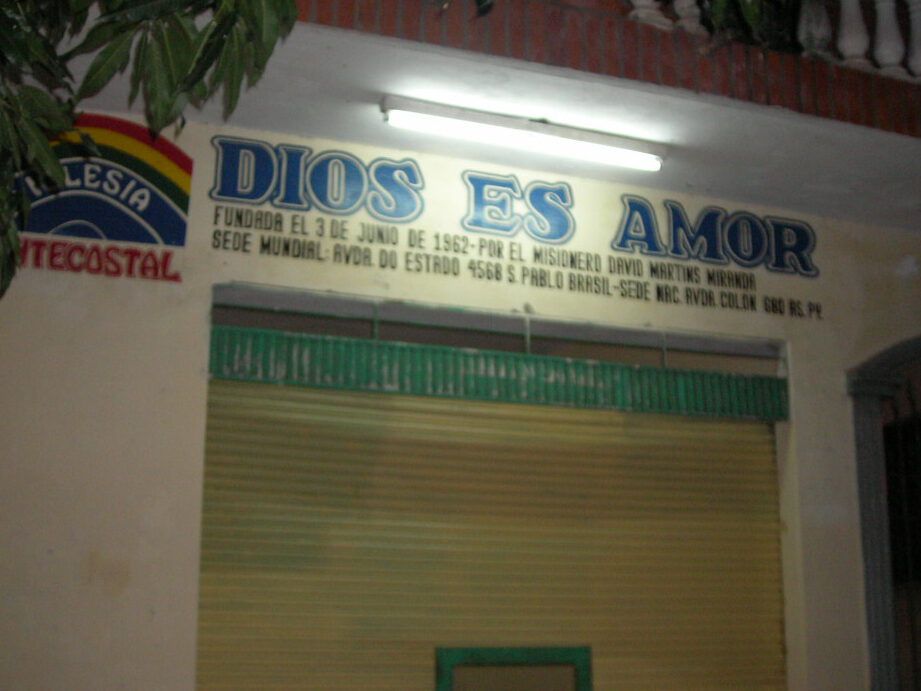 IGLESIA
NTECOSTAL
DIOS ES AMOR
FUNDADA EL 3 DE JUNIO DE 1962-POR EL MISIONERO DAVID MARTINS MIRANDA
SEDE MUNDIAL: AVDA. DO ESTADO 4568 S. PABLO BRASIL-SEDE NAC. AVDA. COLON 680 AS. PY.